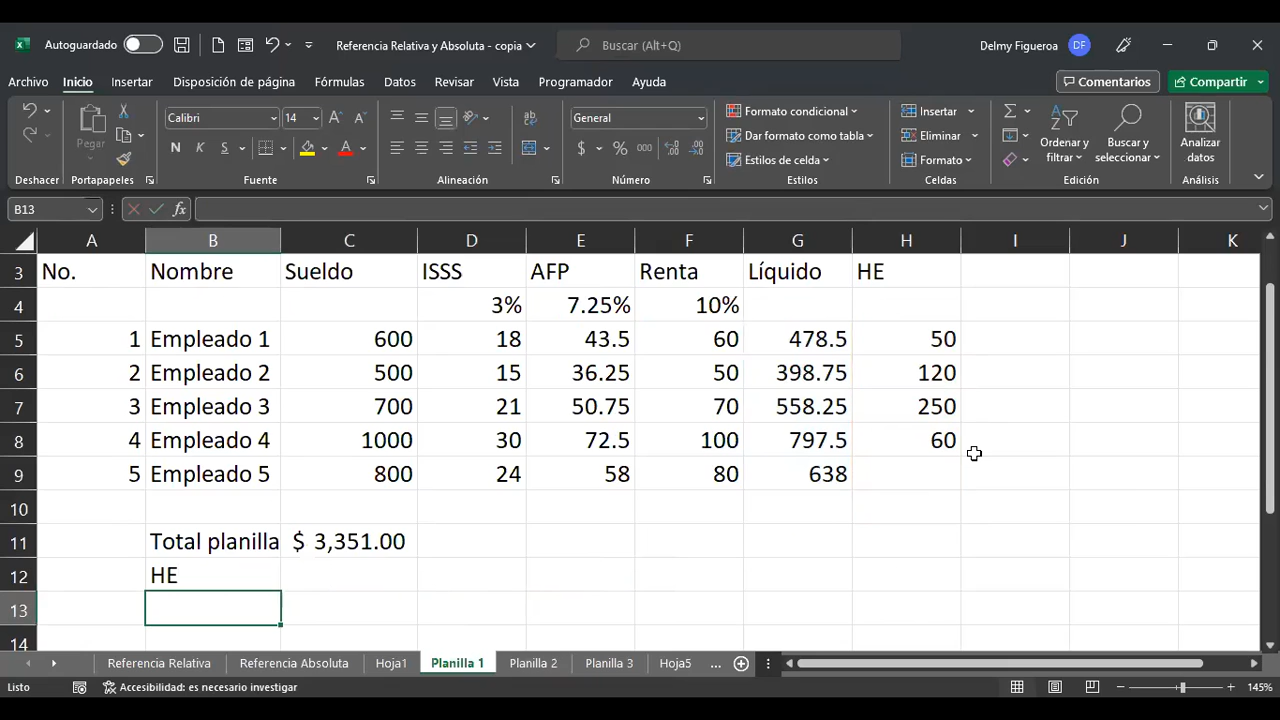 Autoguardado Referencia Relativa y Absoluta - copia Buscar (Alt+Q) Delmy Figueroa DF
Archivo Inicio Insertar Disposición de página Fórmulas Datos Revisar Vista Programador Ayuda Comentarios Compartir
Pegar Calibri 14 General Formato condicional Insertar
N K S Dar formato como tabla Eliminar Ordenar y filtrar Buscar y seleccionar Analizar datos
$ % 000 Estilos de celda Formato
Deshacer Portapapeles Fuente Alineación Número Estilos Celdas Edición Análisis
B13 fx
A B C D E F G H I J K
3 No. Nombre Sueldo ISSS AFP Renta Líquido HE
4 3% 7.25% 10%
5 1 Empleado 1 600 18 43.5 60 478.5 50
6 2 Empleado 2 500 15 36.25 50 398.75 120
7 3 Empleado 3 700 21 50.75 70 558.25 250
8 4 Empleado 4 1000 30 72.5 100 797.5 60
9 5 Empleado 5 800 24 58 80 638
10
11 Total planilla $ 3,351.00
12 HE
13
14
Referencia Relativa Referencia Absoluta Hoja1 Planilla 1 Planilla 2 Planilla 3 Hoja5 ...
Listo Accesibilidad: es necesario investigar 145%